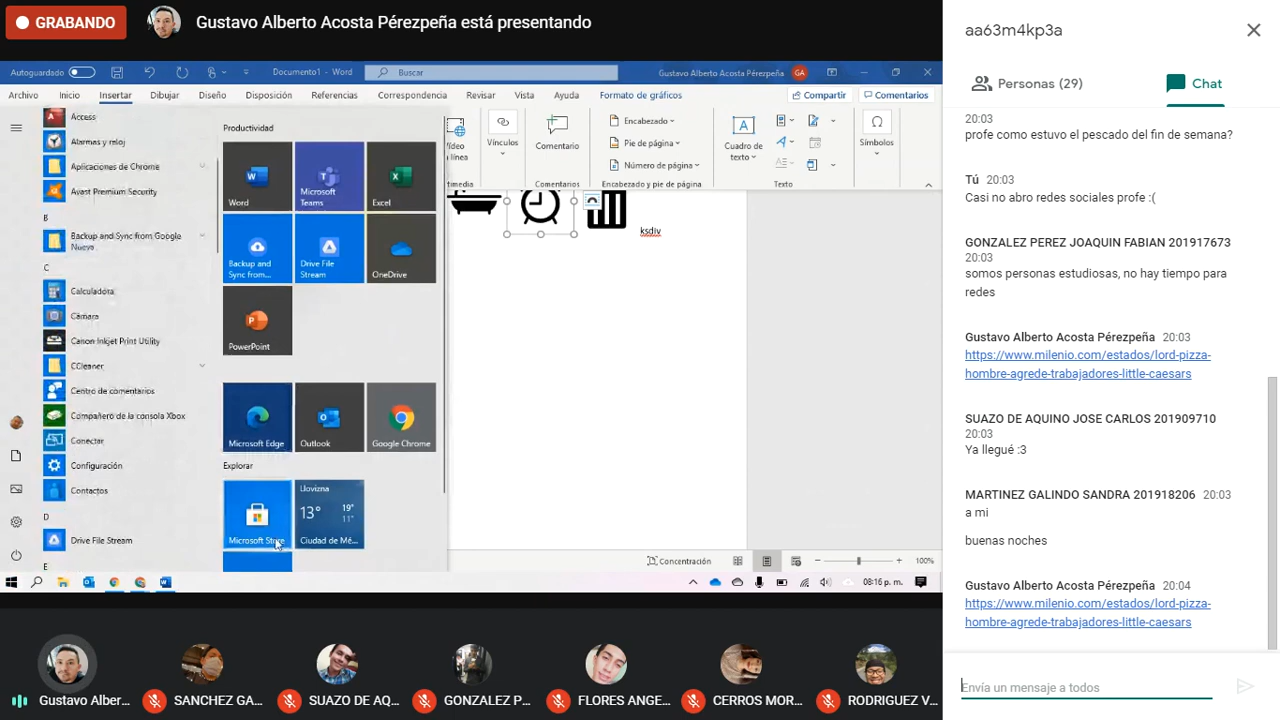 GRABANDO
Gustavo Alberto Acosta Pérezpeña está presentando
Autoguardado
Documento1 - Word
Buscar
Gustavo Alberto Acosta Pérezpeña
GA
Archivo Inicio Insertar Dibujar Diseño Disposición Referencias Correspondencia Revisar Vista Ayuda Formato de gráficos
Compartir
Comentarios
Access
Alarmas y reloj
Aplicaciones de Chrome
Avast Premium Security
B
Backup and Sync from Google
Nuevo
C
Calculadora
Cámara
Canon Inkjet Print Utility
CCleaner
Centro de comentarios
Compañero de la consola Xbox
Conectar
Configuración
Contactos
D
Drive File Stream
E
Productividad
Word
Microsoft
Teams
Excel
Backup and
Sync from...
Drive File
Stream
OneDrive
PowerPoint
Microsoft Edge
Outlook
Google Chrome
Explorar
Microsoft Store
Llovizna
13°
19°
11°
Ciudad de Mé...
Vínculos
Comentario
Comentarios
Encabezado
Pie de página
Número de página
Encabezado y pie de página
Cuadro de
texto
Texto
Símbolos
ksdiv
Concentración
100%
08:16 p. m.
Gustavo Alber...
SANCHEZ GA...
SUAZO DE AQ...
GONZALEZ P...
FLORES ANGE...
CERROS MOR...
RODRIGUEZ V...
aa63m4kp3a
Personas (29)
Chat
20:03
profe como estuvo el pescado del fin de semana?
Tú 20:03
Casi no abro redes sociales profe :(
GONZALEZ PEREZ JOAQUIN FABIAN 201917673
20:03
somos personas estudiosas, no hay tiempo para
redes
Gustavo Alberto Acosta Pérezpeña 20:03
https://www.milenio.com/estados/lord-pizza-
hombre-agrede-trabajadores-little-caesars
SUAZO DE AQUINO JOSE CARLOS 201909710
20:03
Ya llegué :3
MARTINEZ GALINDO SANDRA 201918206 20:03
a mi
buenas noches
Gustavo Alberto Acosta Pérezpeña 20:04
https://www.milenio.com/estados/lord-pizza-
hombre-agrede-trabajadores-little-caesars
Envía un mensaje a todos